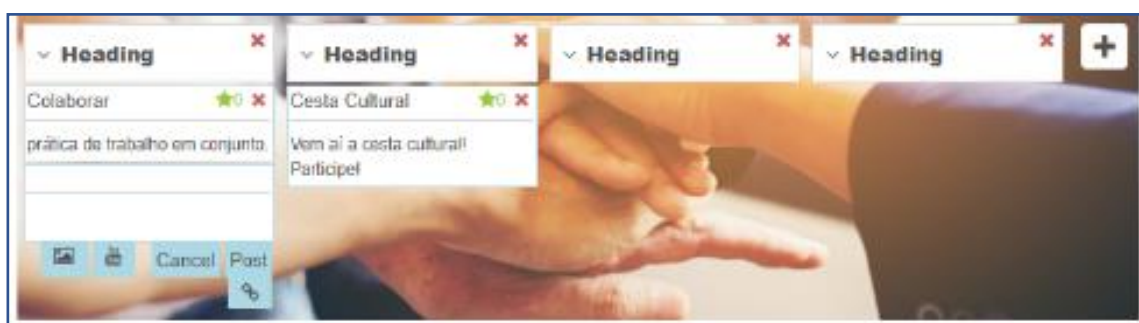 Heading
Heading
Heading
Heading
Colaborar 0
prática de trabalho em conjunto.
Cancel Post
Cesta Cultural 0
Vem aí a cesta cultural!
Participe!